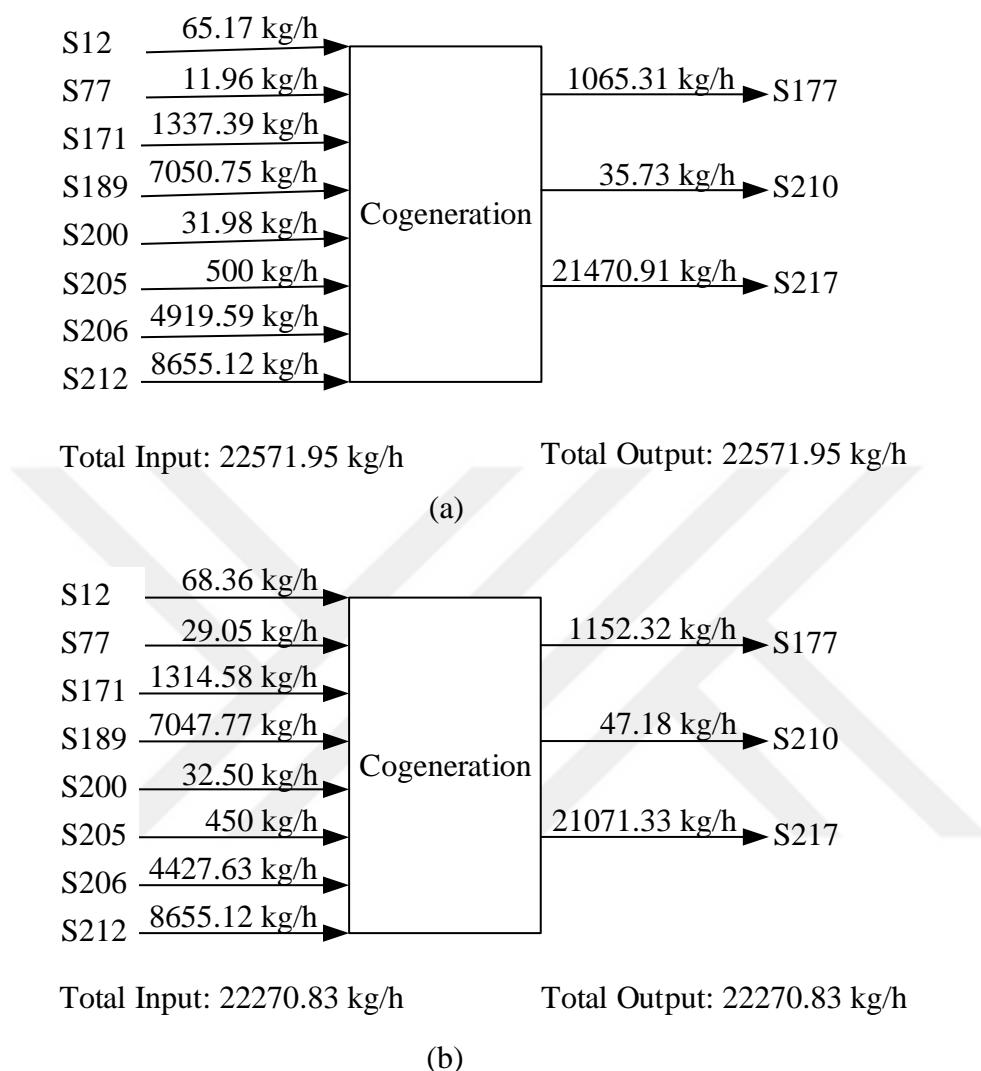 S12 65.17 kg/h
S77 11.96 kg/h 1065.31 kg/h S177
S171 1337.39 kg/h
S189 7050.75 kg/h 35.73 kg/h S210
S200 31.98 kg/h Cogeneration
S205 500 kg/h 21470.91 kg/h S217
S206 4919.59 kg/h
S212 8655.12 kg/h
Total Input: 22571.95 kg/h Total Output: 22571.95 kg/h
(a)
S12 68.36 kg/h
S77 29.05 kg/h 1152.32 kg/h S177
S171 1314.58 kg/h
S189 7047.77 kg/h 47.18 kg/h S210
S200 32.50 kg/h Cogeneration
S205 450 kg/h 21071.33 kg/h S217
S206 4427.63 kg/h
S212 8655.12 kg/h
Total Input: 22270.83 kg/h Total Output: 22270.83 kg/h
(b)